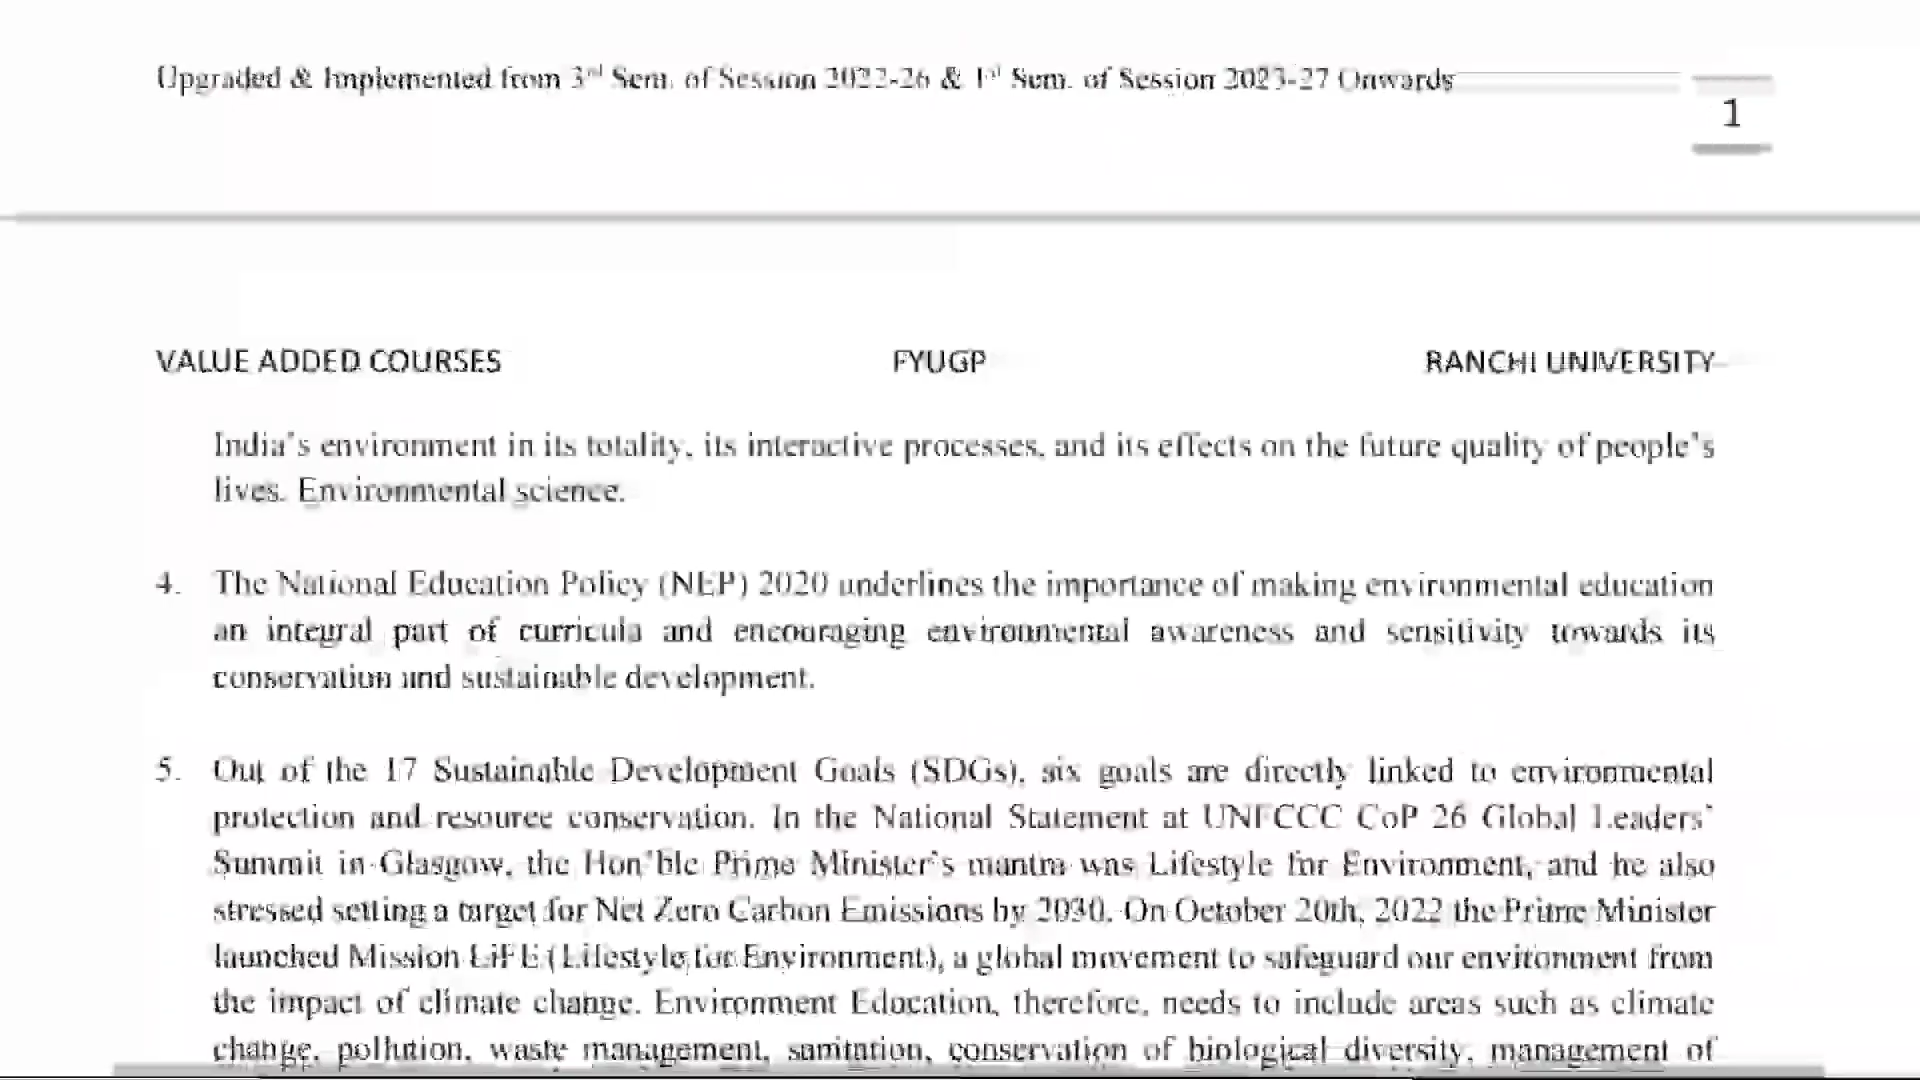 Upgraded & Implemented from 3rd Sem. of Session 2022-26 & 1st Sem. of Session 2023-27 Onwards
1
VALUE ADDED COURSES FYUGP RANCHI UNIVERSITY
India's environment in its totality, its interactive processes, and its effects on the future quality of people's
lives. Environmental science.
4. The National Education Policy (NEP) 2020 underlines the importance of making environmental education
an integral part of curricula and encouraging environmental awareness and sensitivity towards its
conservation and sustainable development.
5. Out of the 17 Sustainable Development Goals (SDGs), six goals are directly linked to environmental
protection and resource conservation. In the National Statement at UNFCCC CoP 26 Global Leaders'
Summit in Glasgow, the Hon'ble Prime Minister's mantra was Lifestyle for Environment, and he also
stressed setting a target for Net Zero Carbon Emissions by 2030. On October 20th, 2022 the Prime Minister
launched Mission LiFE (Lifestyle for Environment), a global movement to safeguard our environment from
the impact of climate change. Environment Education, therefore, needs to include areas such as climate
change, pollution, waste management, sanitation, conservation of biological diversity, management of